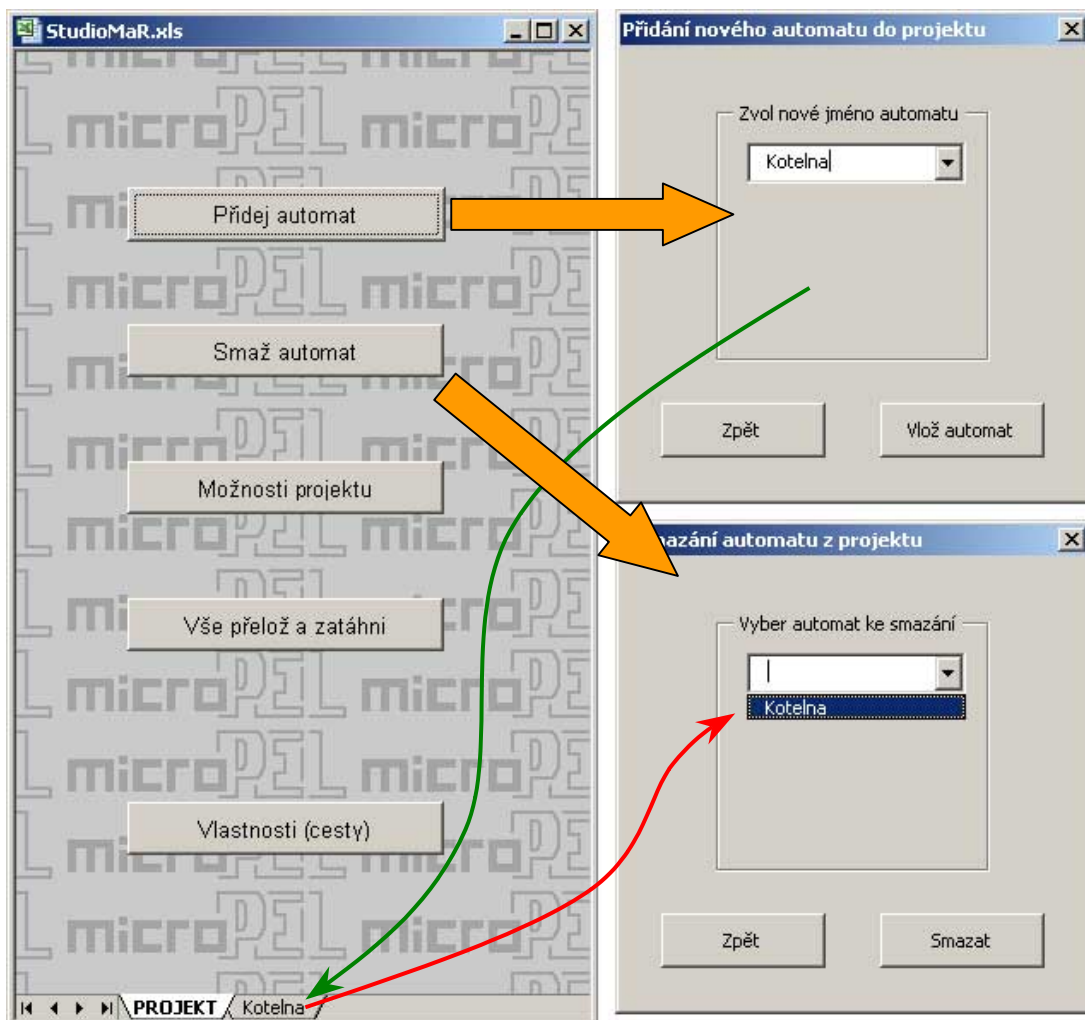 StudioMaR.xls
micro PEL
Přidej automat
Smaž automat
Možnosti projektu
Vše přelož a zatáhni
Vlastnosti (cesty)
PROJEKT
Kotelna
Přidání nového automatu do projektu
Zvol nové jméno automatu
Kotelna
Zpět
Vlož automat
mazání automatu z projektu
Vyber automat ke smazání
Kotelna
Zpět
Smazat